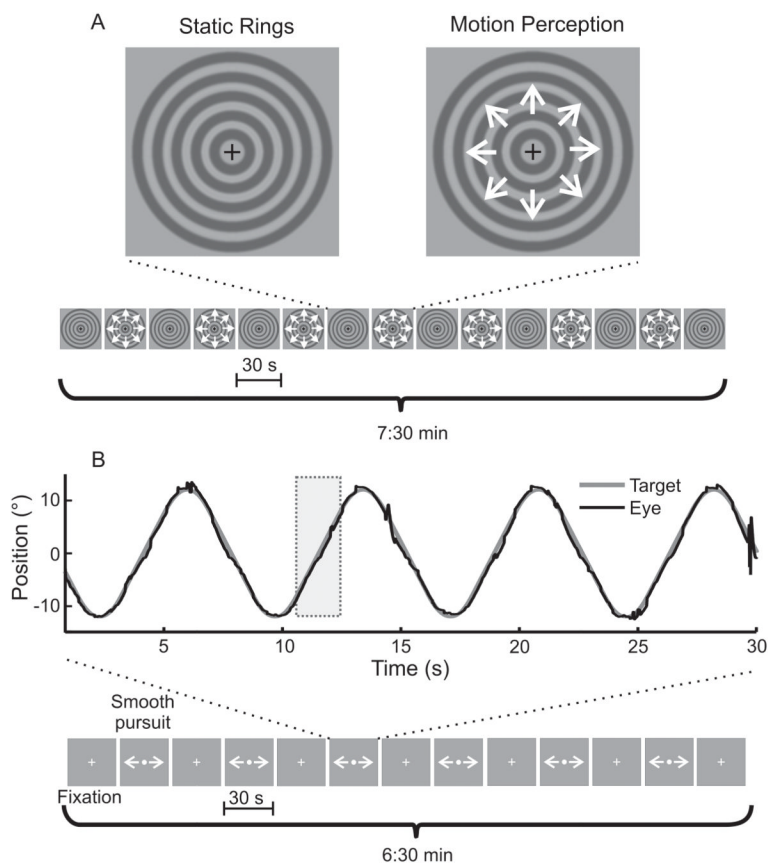 A
Static Rings
Motion Perception
30 s
7:30 min
B
Position (°)
10
0
-10
Target
Eye
5
10
15
20
25
30
Time (s)
Smooth
pursuit
Fixation
30 s
6:30 min